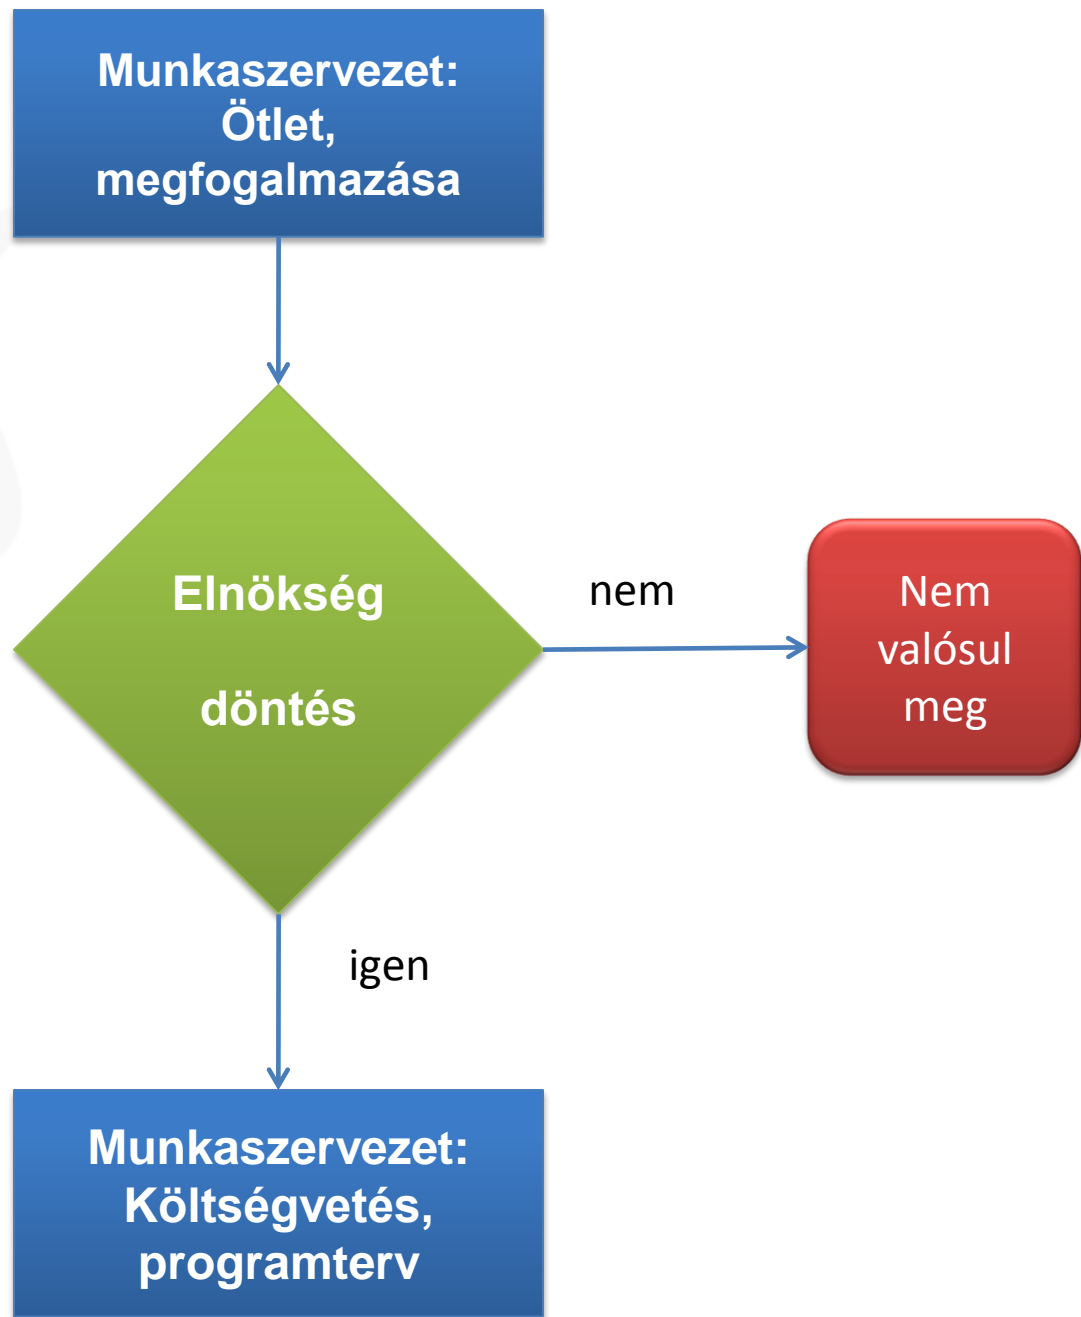 Munkaszervezet:
Ötlet,
megfogalmazása
Elnökség
döntés
nem
Nem
valósul
meg
igen
Munkaszervezet:
Költségvetés,
programterv